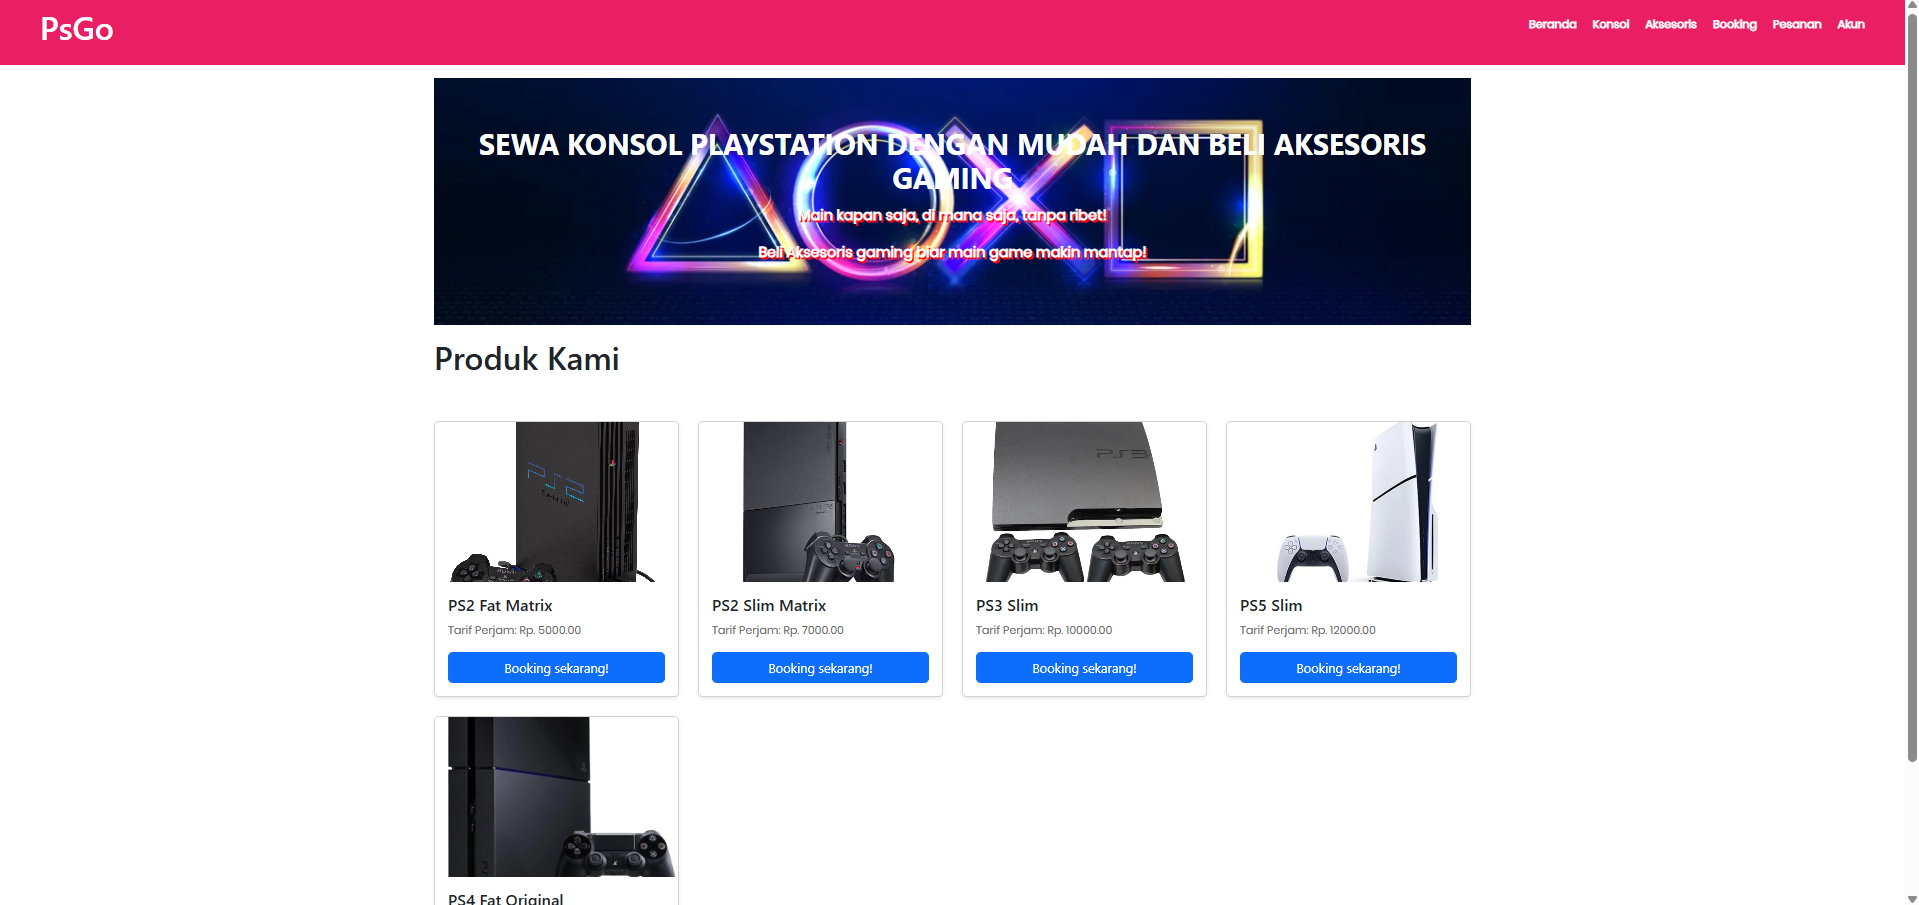 PsGo
Beranda Konsol Aksesoris Booking Pesanan Akun
SEWA KONSOL PLAYSTATION DENGAN MUDAH DAN BELI AKSESORIS
GAMING
Main kapan saja, di mana saja, tanpa ribet!
Beli Aksesoris gaming biar main game makin mantap!
Produk Kami
PS2
PS3
PS2 Fat Matrix
Tarif Perjam: Rp. 5000.00
Booking sekarang!
PS2 Slim Matrix
Tarif Perjam: Rp. 7000.00
Booking sekarang!
PS3 Slim
Tarif Perjam: Rp. 10000.00
Booking sekarang!
PS5 Slim
Tarif Perjam: Rp. 12000.00
Booking sekarang!
PS4 Fat Original